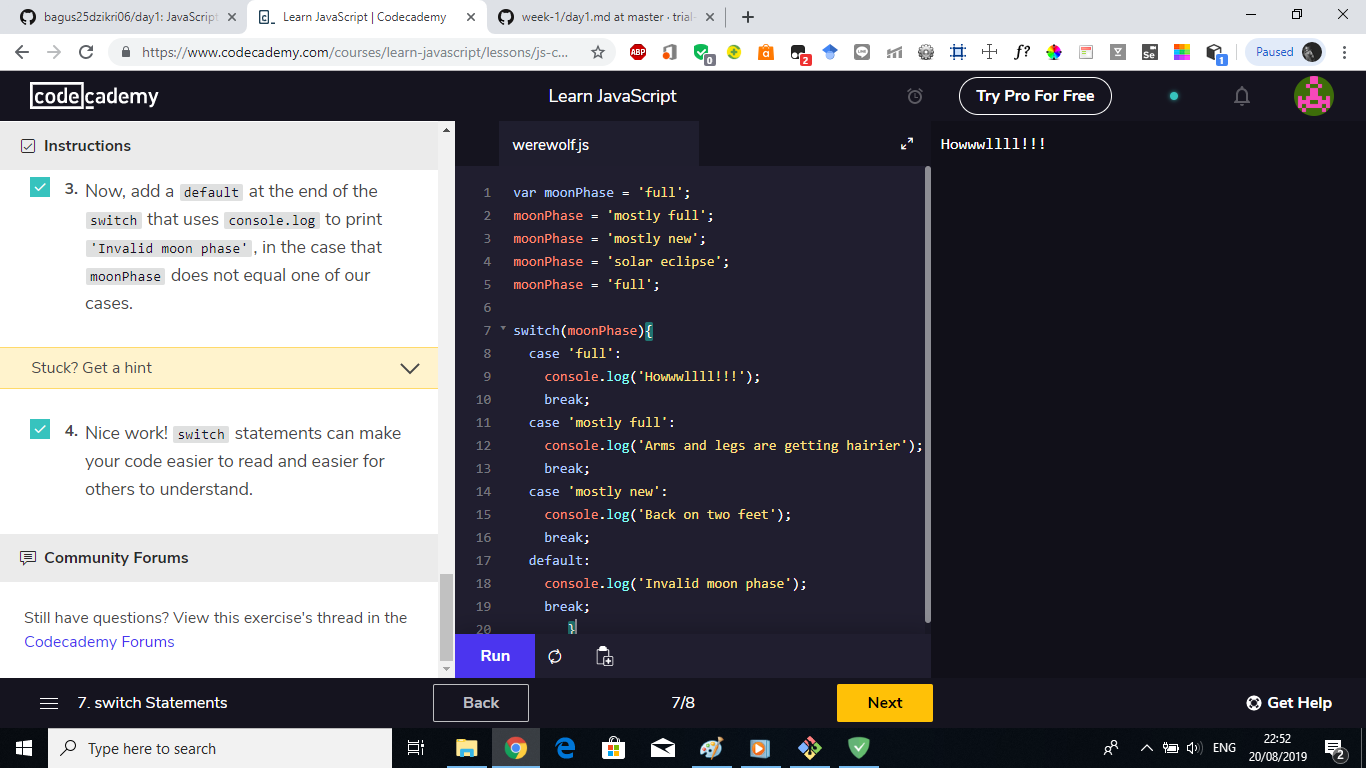 bagus25dzikri06/day1: JavaScript
Learn JavaScript | Codecademy
week-1/day1.md at master · trial-
https://www.codecademy.com/courses/learn-javascript/lessons/js-c...
ABP
0
2
f?
Se
1
Paused
codecademy
Learn JavaScript
Try Pro For Free
Instructions
3. Now, add a default at the end of the
switch that uses console.log to print
'Invalid moon phase', in the case that
moonPhase does not equal one of our
cases.
Stuck? Get a hint
4. Nice work! switch statements can make
your code easier to read and easier for
others to understand.
Community Forums
Still have questions? View this exercise's thread in the
Codecademy Forums
werewolf.js
1 var moonPhase = 'full';
2 moonPhase = 'mostly full';
3 moonPhase = 'mostly new';
4 moonPhase = 'solar eclipse';
5 moonPhase = 'full';
6
7 switch(moonPhase){
8 case 'full':
9 console.log('Howwwllll!!!');
10 break;
11 case 'mostly full':
12 console.log('Arms and legs are getting hairier');
13 break;
14 case 'mostly new':
15 console.log('Back on two feet');
16 break;
17 default:
18 console.log('Invalid moon phase');
19 break;
20 }
Run
Howwwllll!!!
7. switch Statements
Back
7/8
Next
Get Help
Type here to search
ENG
22:52
20/08/2019
2